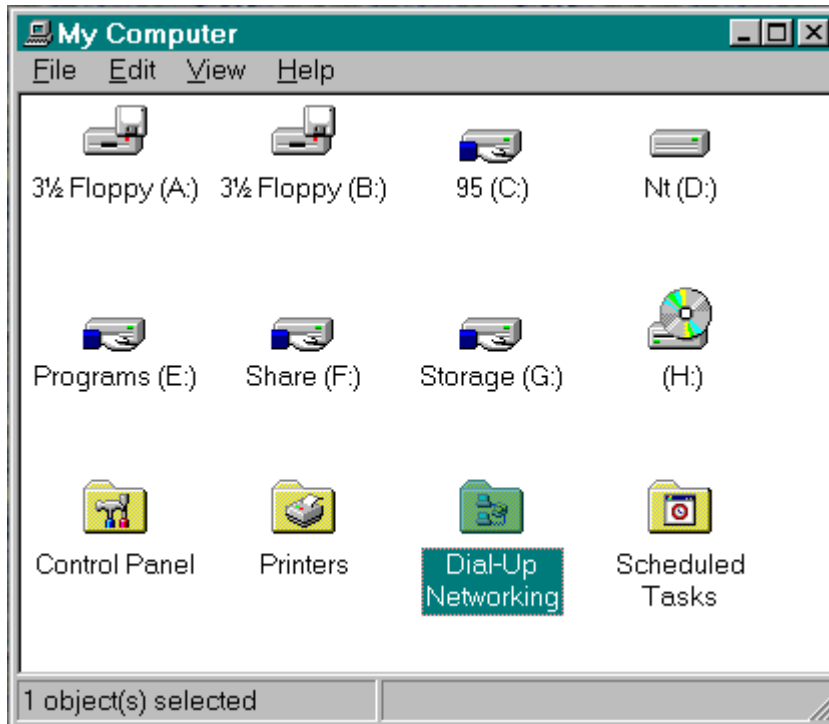 My Computer
File Edit View Help
3½ Floppy (A:) 3½ Floppy (B:) 95 (C:) Nt (D:)
Programs (E:) Share (F:) Storage (G:) (H:)
Control Panel Printers Dial-Up Scheduled
Networking Tasks
1 object(s) selected